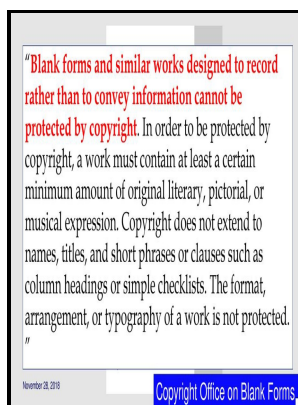 “Blank forms and similar works designed to record
rather than to convey information cannot be
protected by copyright. In order to be protected by
copyright, a work must contain at least a certain
minimum amount of original literary, pictorial, or
musical expression. Copyright does not extend to
names, titles, and short phrases or clauses such as
column headings or simple checklists. The format,
arrangement, or typography of a work is not protected.
”
November 28, 2018
Copyright Office on Blank Forms